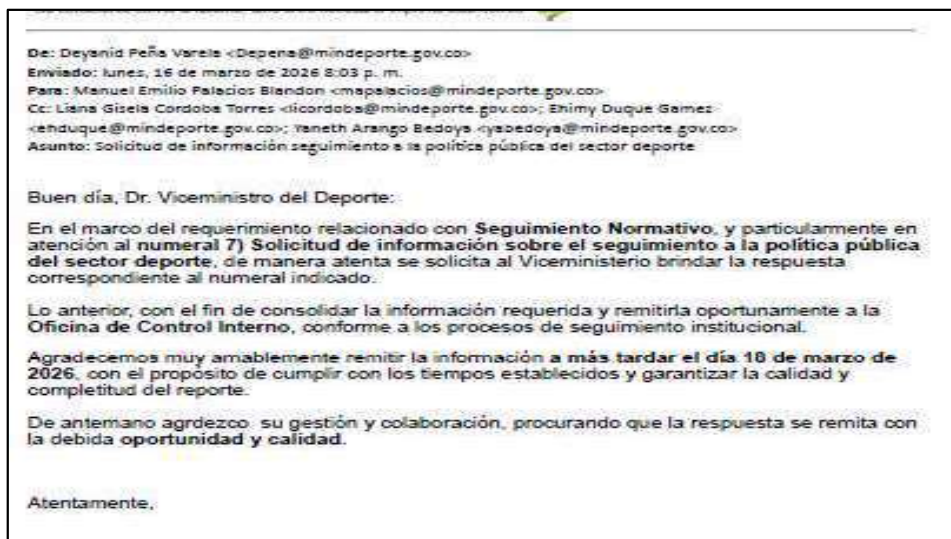 De: Deyanid Peña Varela <Depena@mindeporte.gov.co>
Enviado: lunes, 16 de marzo de 2026 8:03 p. m.
Para: Manuel Emilio Palacios Blandon <mapalacios@mindeporte.gov.co>
Cc: Liana Gisela Cordoba Torres <licordoba@mindeporte.gov.co>; Ehimy Duque Gamez
<ehduque@mindeporte.gov.co>; Yaneth Arango Bedoya <yabedoya@mindeporte.gov.co>
Asunto: Solicitud de información seguimiento a la política pública del sector deporte
Buen día, Dr. Viceministro del Deporte:
En el marco del requerimiento relacionado con Seguimiento Normativo, y particularmente en
atención al numeral 7) Solicitud de información sobre el seguimiento a la política pública
del sector deporte, de manera atenta se solicita al Viceministerio brindar la respuesta
correspondiente al numeral indicado.
Lo anterior, con el fin de consolidar la información requerida y remitirla oportunamente a la
Oficina de Control Interno, conforme a los procesos de seguimiento institucional.
Agradecemos muy amablemente remitir la información a más tardar el día 18 de marzo de
2026, con el propósito de cumplir con los tiempos establecidos y garantizar la calidad y
completitud del reporte.
De antemano agrdezco su gestión y colaboración, procurando que la respuesta se remita con
la debida oportunidad y calidad.
Atentamente,